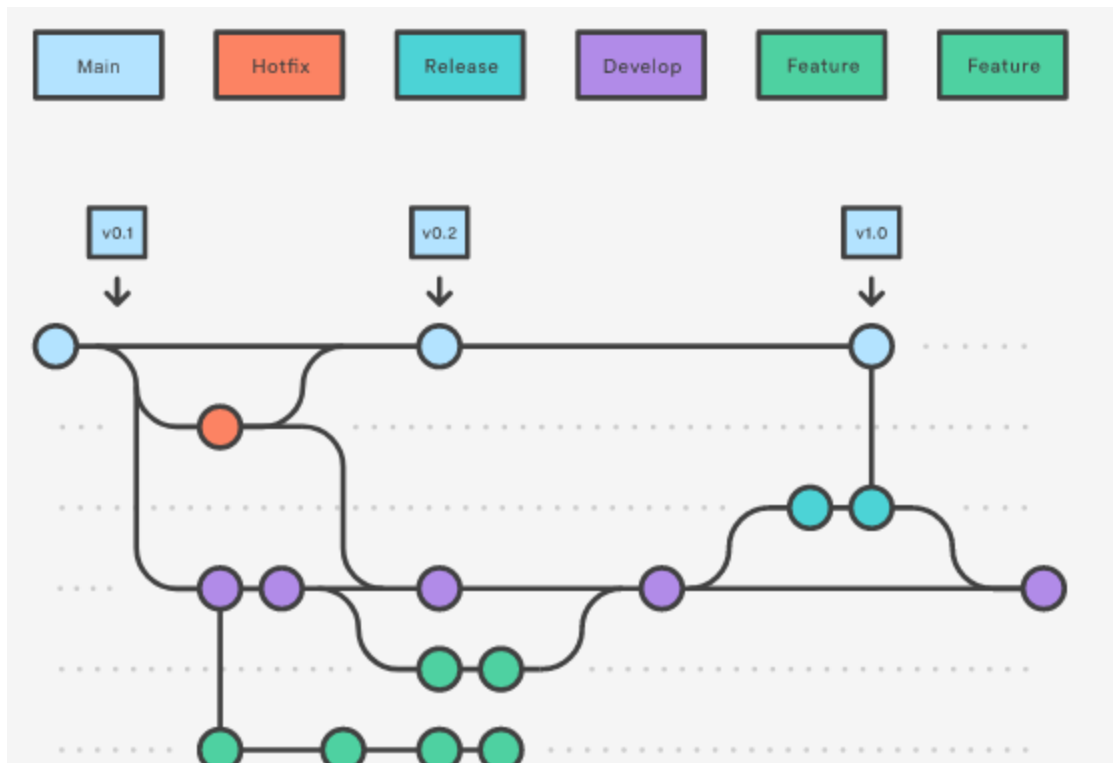 Main
Hotfix
Release
Develop
Feature
Feature
v0.1
v0.2
v1.0